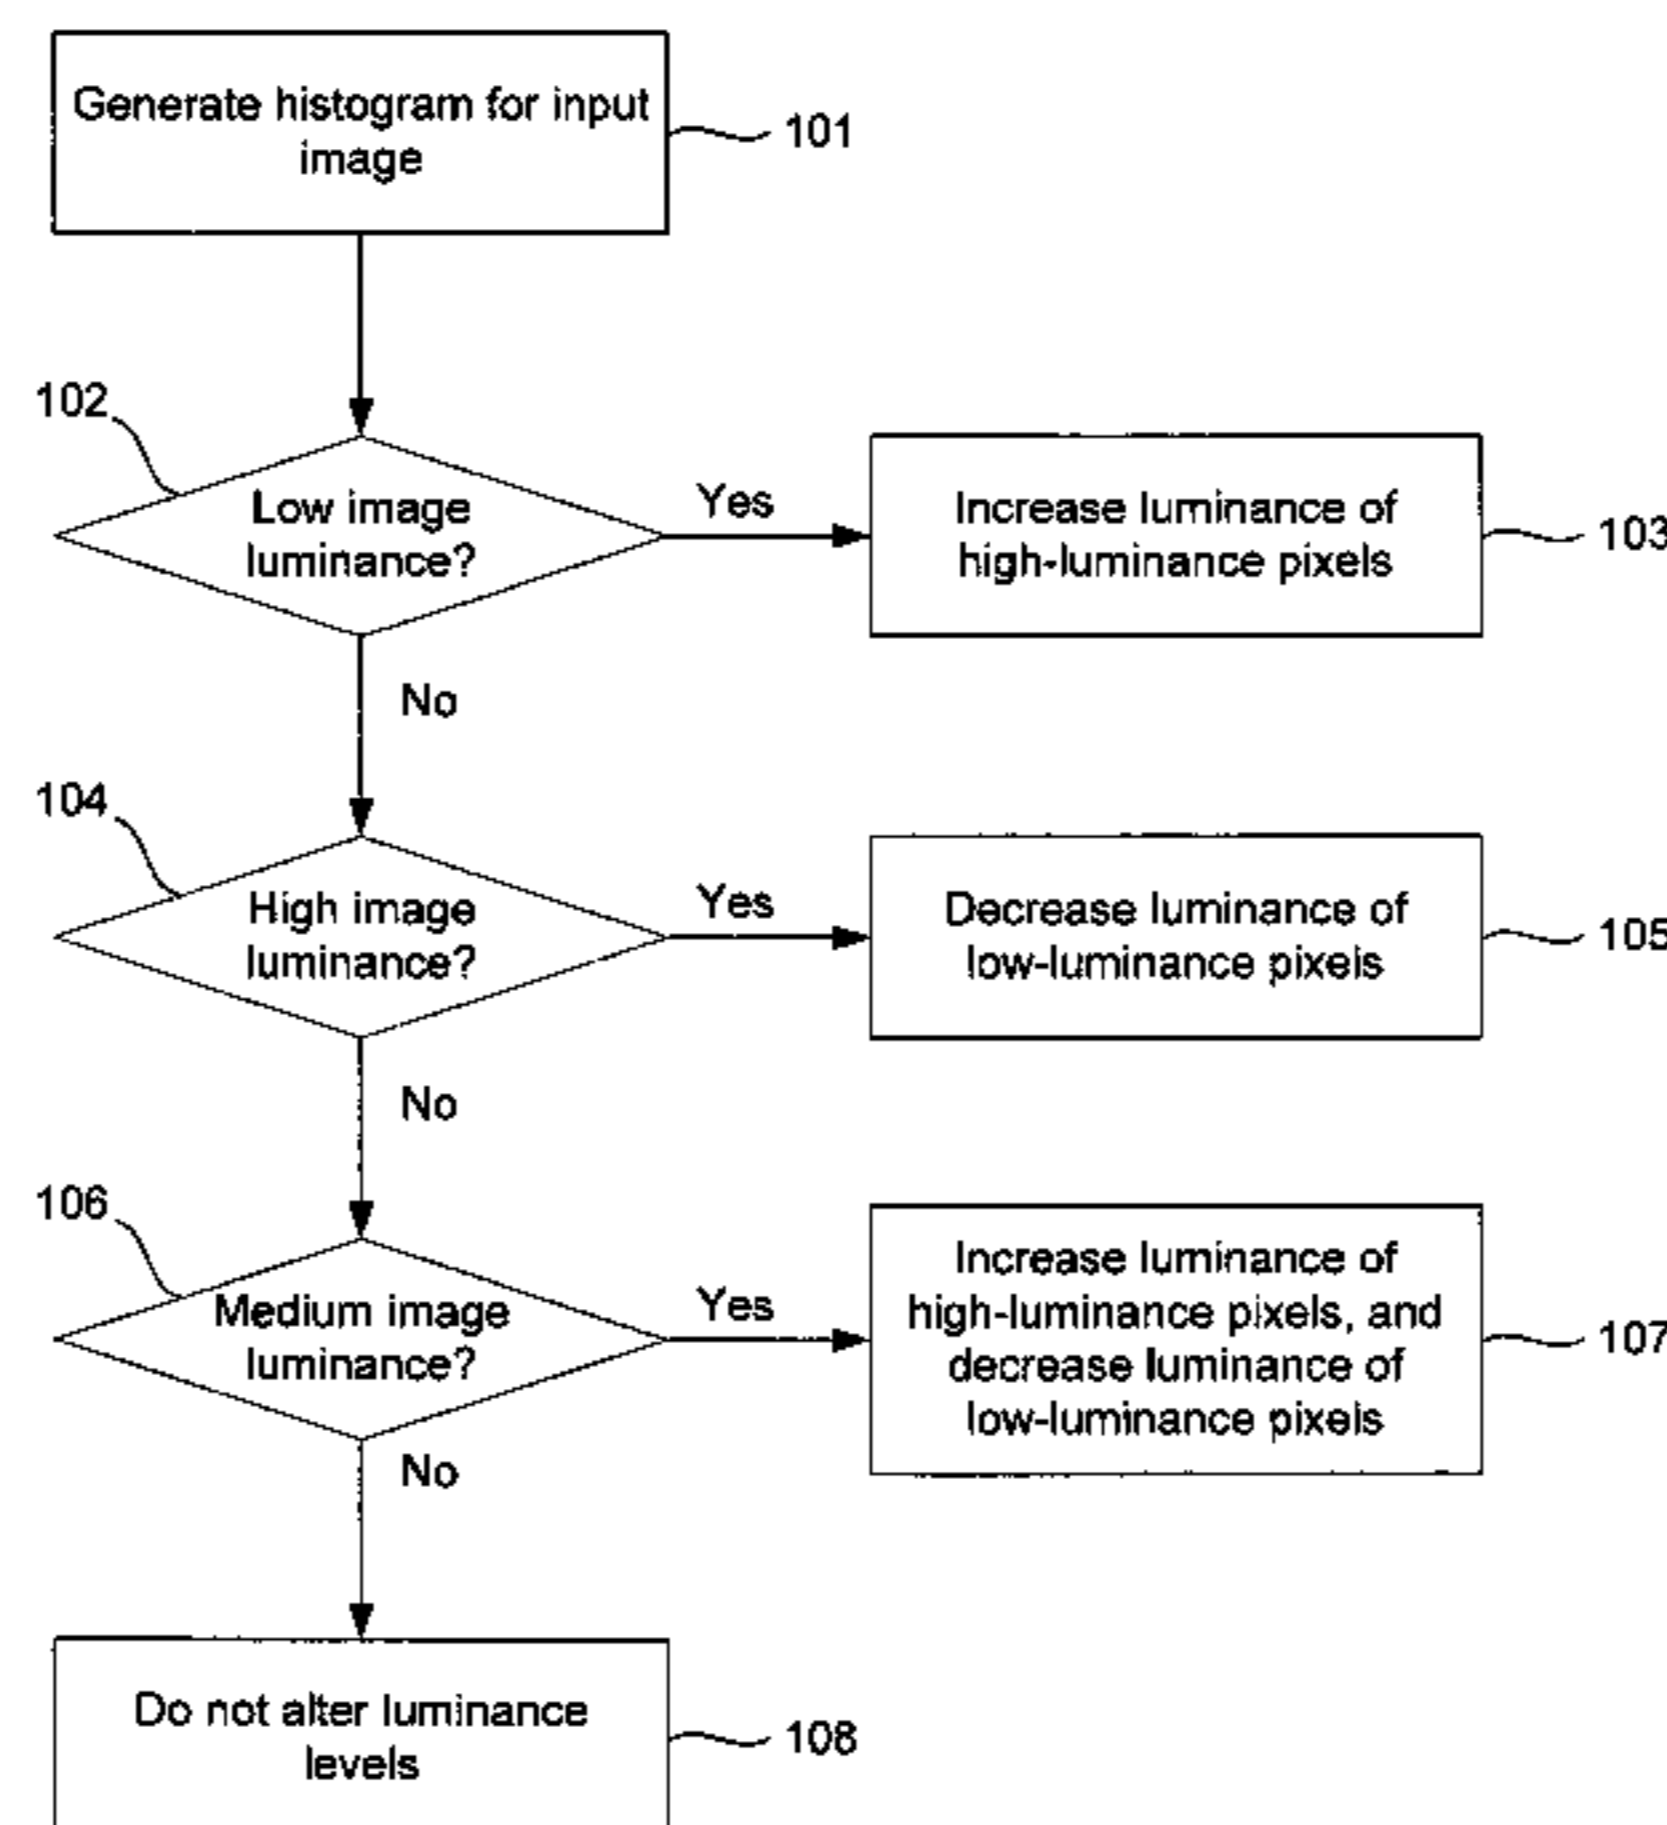 Generate histogram for input
image
101
102
Low image
luminance?
Yes
Increase luminance of
high-luminance pixels
103
No
104
High image
luminance?
Yes
Decrease luminance of
low-luminance pixels
105
No
106
Medium image
luminance?
Yes
Increase luminance of
high-luminance pixels, and
decrease luminance of
low-luminance pixels
107
No
Do not alter luminance
levels
108